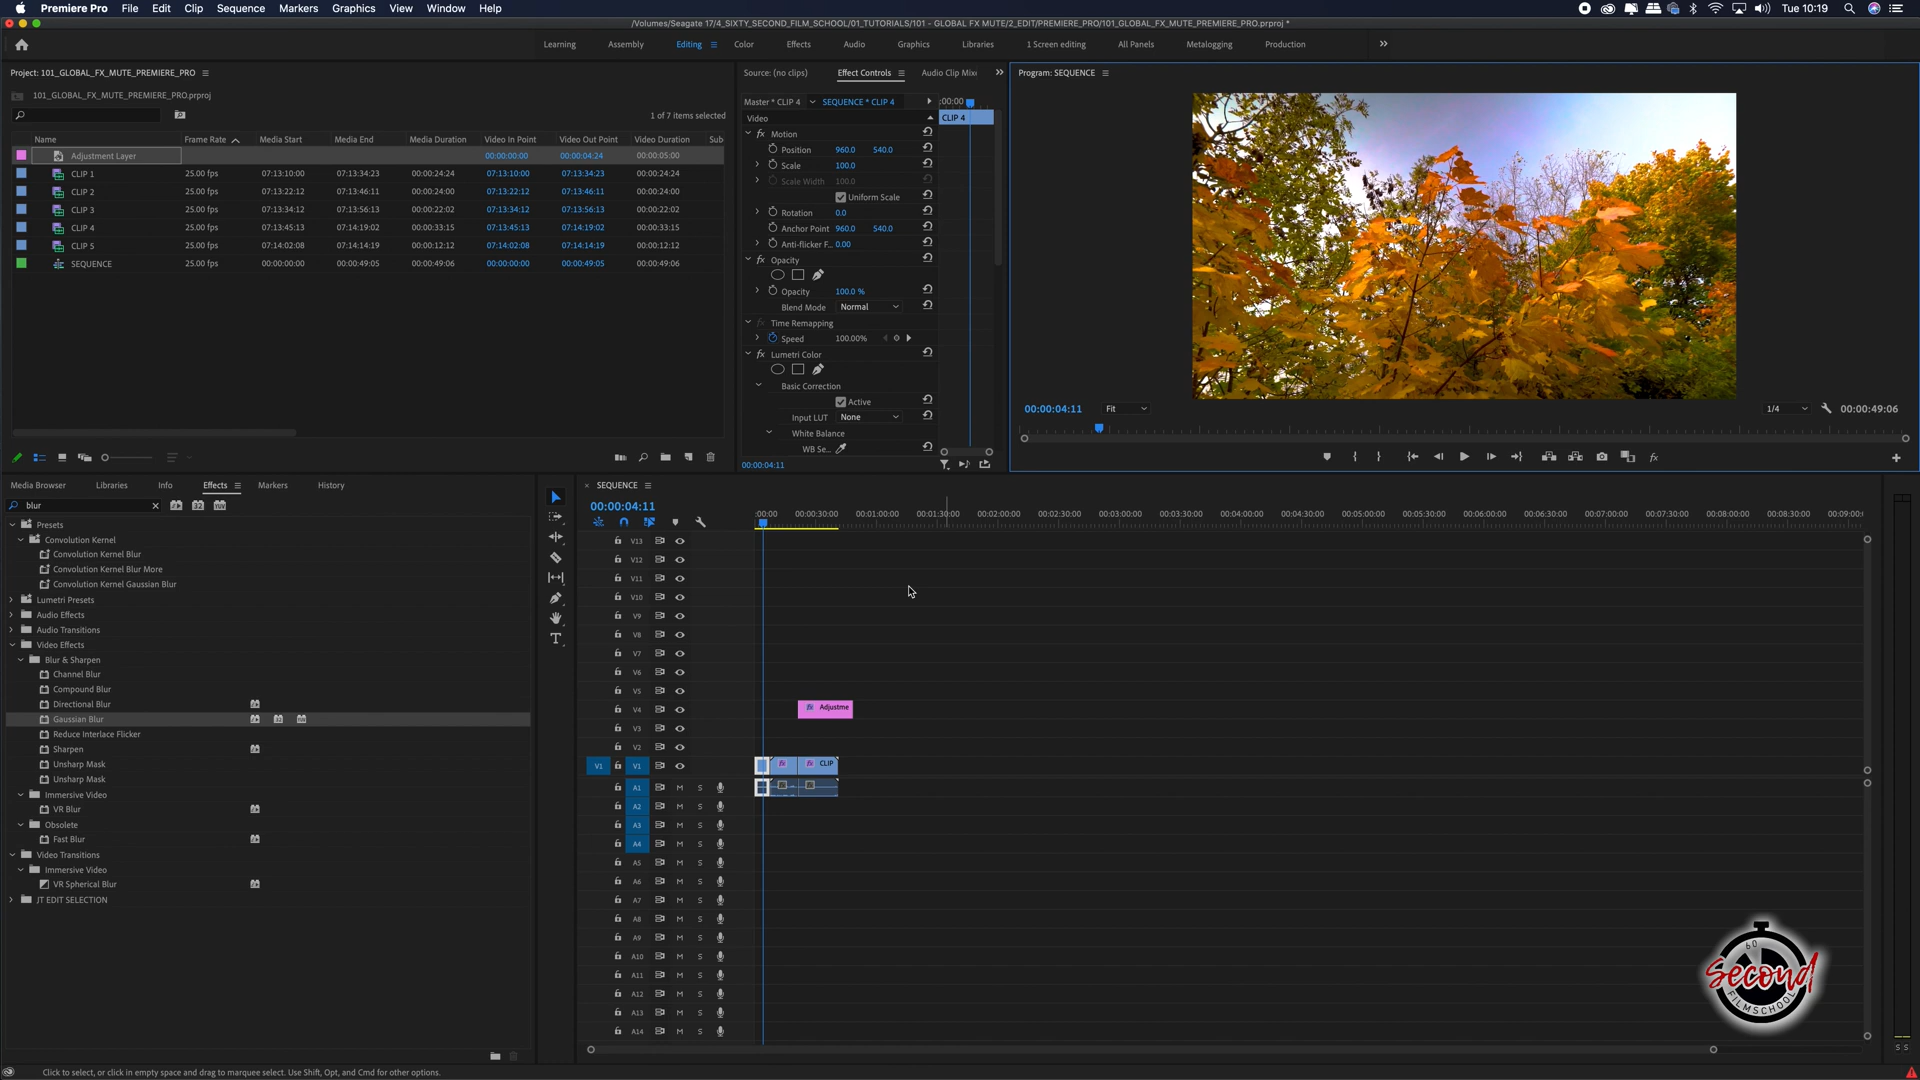 Premiere Pro File Edit Clip Sequence Markers Graphics View Window Help Tue 10:19
/Volumes/Seagate 17/4_SIXTY_SECOND_FILM_SCHOOL/01_TUTORIALS/101 - GLOBAL FX MUTE/2_EDIT/PREMIERE_PRO/101_GLOBAL_FX_MUTE_PREMIERE_PRO.prproj *
Learning Assembly Editing Color Effects Audio Graphics Libraries 1 Screen editing All Panels Metalogging Production
Project: 101_GLOBAL_FX_MUTE_PREMIERE_PRO
101_GLOBAL_FX_MUTE_PREMIERE_PRO.prproj
1 of 7 items selected
Name Frame Rate Media Start Media End Media Duration Video In Point Video Out Point Video Duration Sub
Adjustment Layer 00:00:00:00 00:00:04:24 00:00:05:00
CLIP 1 25.00 fps 07:13:10:00 07:13:34:23 00:00:24:24 07:13:10:00 07:13:34:23 00:00:24:24
CLIP 2 25.00 fps 07:13:22:12 07:13:46:11 00:00:24:00 07:13:22:12 07:13:46:11 00:00:24:00
CLIP 3 25.00 fps 07:13:34:12 07:13:56:13 00:00:22:02 07:13:34:12 07:13:56:13 00:00:22:02
CLIP 4 25.00 fps 07:13:45:13 07:14:19:02 00:00:33:15 07:13:45:13 07:14:19:02 00:00:33:15
CLIP 5 25.00 fps 07:14:02:08 07:14:14:19 00:00:12:12 07:14:02:08 07:14:14:19 00:00:12:12
SEQUENCE 25.00 fps 00:00:00:00 00:00:49:05 00:00:49:06 00:00:00:00 00:00:49:05 00:00:49:06
Source: (no clips) Effect Controls Audio Clip Mixe
Master * CLIP 4 SEQUENCE * CLIP 4 ;00:00
Video CLIP 4
fx Motion
Position 960.0 540.0
Scale 100.0
Scale Width 100.0
Uniform Scale
Rotation 0.0
Anchor Point 960.0 540.0
Anti-flicker F... 0.00
fx Opacity
Opacity 100.0 %
Blend Mode Normal
fx Time Remapping
Speed 100.00%
fx Lumetri Color
Basic Correction
Active
Input LUT None
White Balance
WB Se...
00:00:04:11
Program: SEQUENCE
00:00:04:11 Fit 1/4 00:00:49:06
fx
Media Browser Libraries Info Effects Markers History
blur
Presets
Convolution Kernel
Convolution Kernel Blur
Convolution Kernel Blur More
Convolution Kernel Gaussian Blur
Lumetri Presets
Audio Effects
Audio Transitions
Video Effects
Blur & Sharpen
Channel Blur
Compound Blur
Directional Blur
Gaussian Blur
Reduce Interlace Flicker
Sharpen
Unsharp Mask
Unsharp Mask
Immersive Video
VR Blur
Obsolete
Fast Blur
Video Transitions
Immersive Video
VR Spherical Blur
JT EDIT SELECTION
SEQUENCE
00:00:04:11
:00:00 00:00:30:00 00:01:00:00 00:01:30:00 00:02:00:00 00:02:30:00 00:03:00:00 00:03:30:00 00:04:00:00 00:04:30:00 00:05:00:00 00:05:30:00 00:06:00:00 00:06:30:00 00:07:00:00 00:07:30:00 00:08:00:00 00:08:30:00 00:09:00:
V13
V12
V11
V10
V9
V8
V7
V6
V5
V4 fx Adjustme
V3
V2
V1 V1 fx fx CLIP
A1 M S
A2 M S
A3 M S
A4 M S
A5 M S
A6 M S
A7 M S
A8 M S
A9 M S
A10 M S
A11 M S
A12 M S
A13 M S
A14 M S
S S
60
Second
FILMSCHOOL
Click to select, or click in empty space and drag to marquee select. Use Shift, Opt, and Cmd for other options.